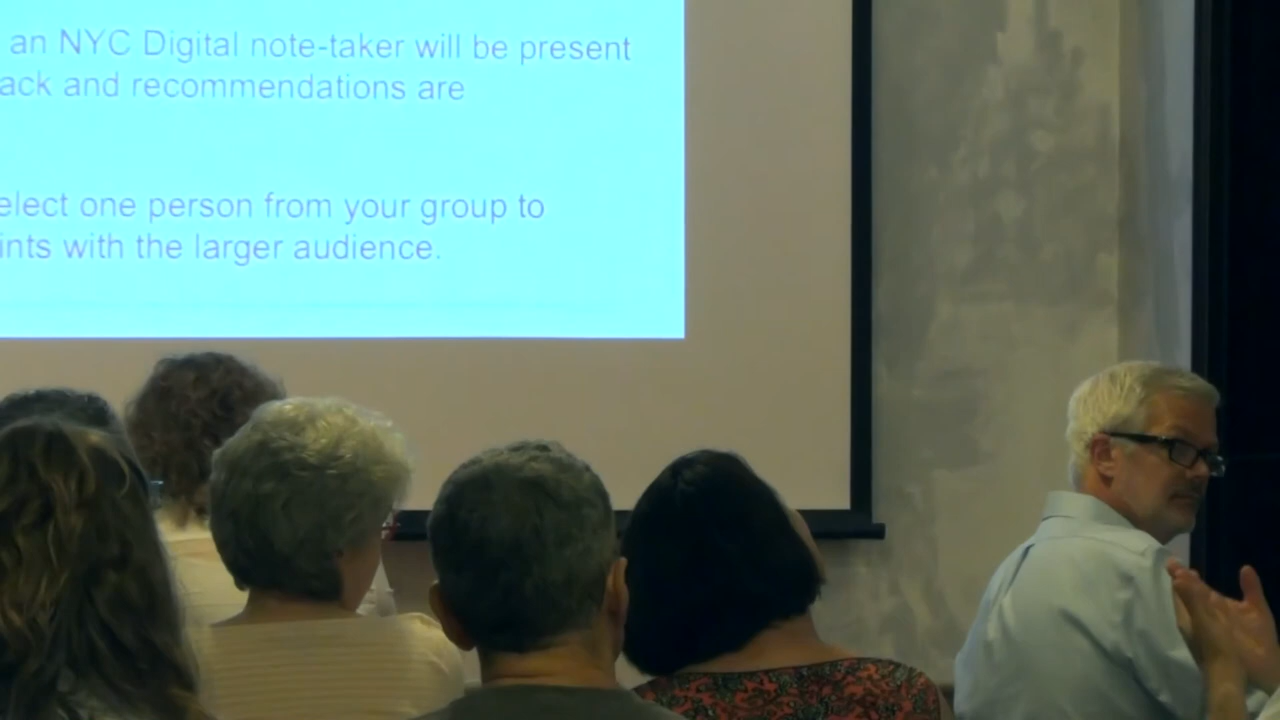 an NYC Digital note-taker will be present
ack and recommendations are
elect one person from your group to
ints with the larger audience.